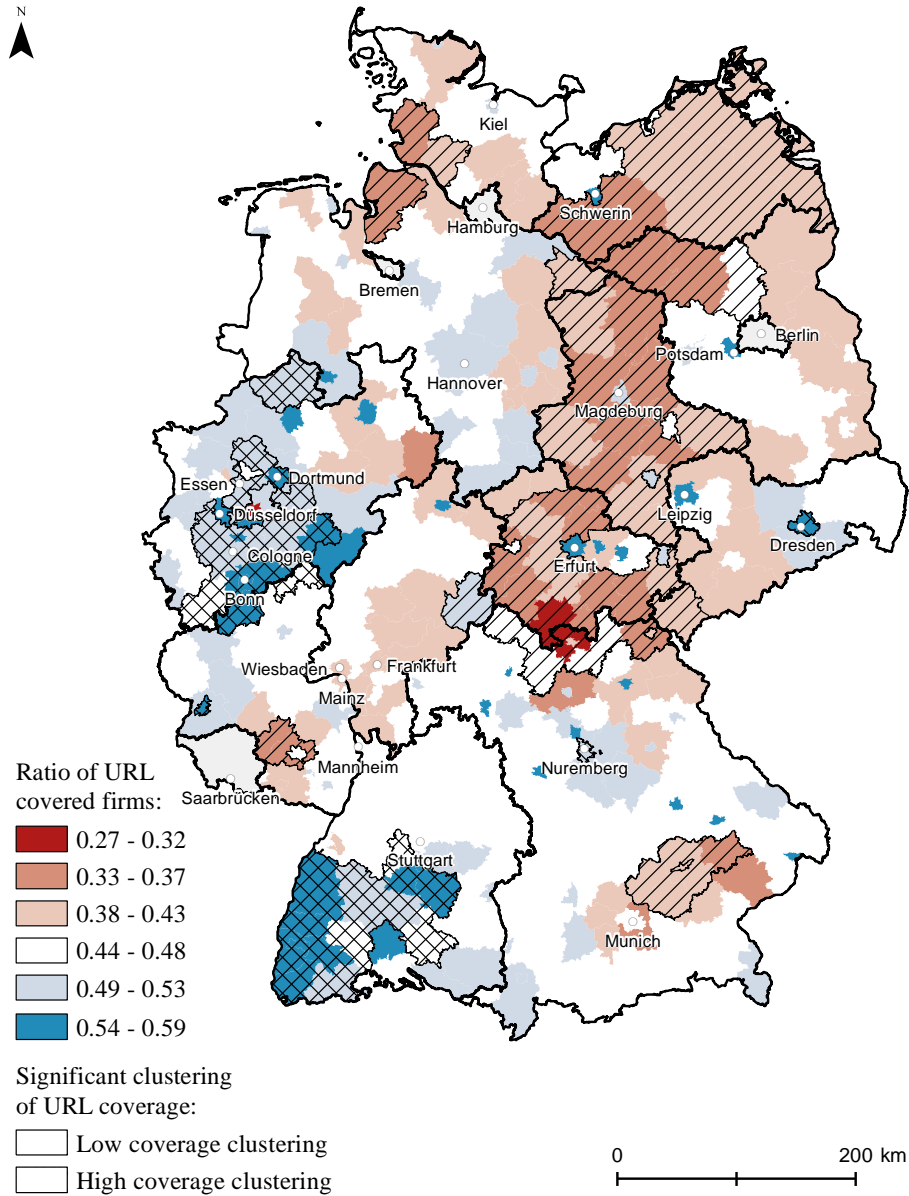 N
Kiel
Schwerin
Hamburg
Bremen
Berlin
Potsdam
Hannover
Magdeburg
Essen
Dortmund
Düsseldorf
Leipzig
Dresden
Cologne
Erfurt
Bonn
Wiesbaden
Frankfurt
Mainz
Mannheim
Nuremberg
Saarbrücken
Stuttgart
Munich
Ratio of URL
covered firms:
0.27 - 0.32
0.33 - 0.37
0.38 - 0.43
0.44 - 0.48
0.49 - 0.53
0.54 - 0.59
Significant clustering
of URL coverage:
Low coverage clustering
High coverage clustering
0 200 km